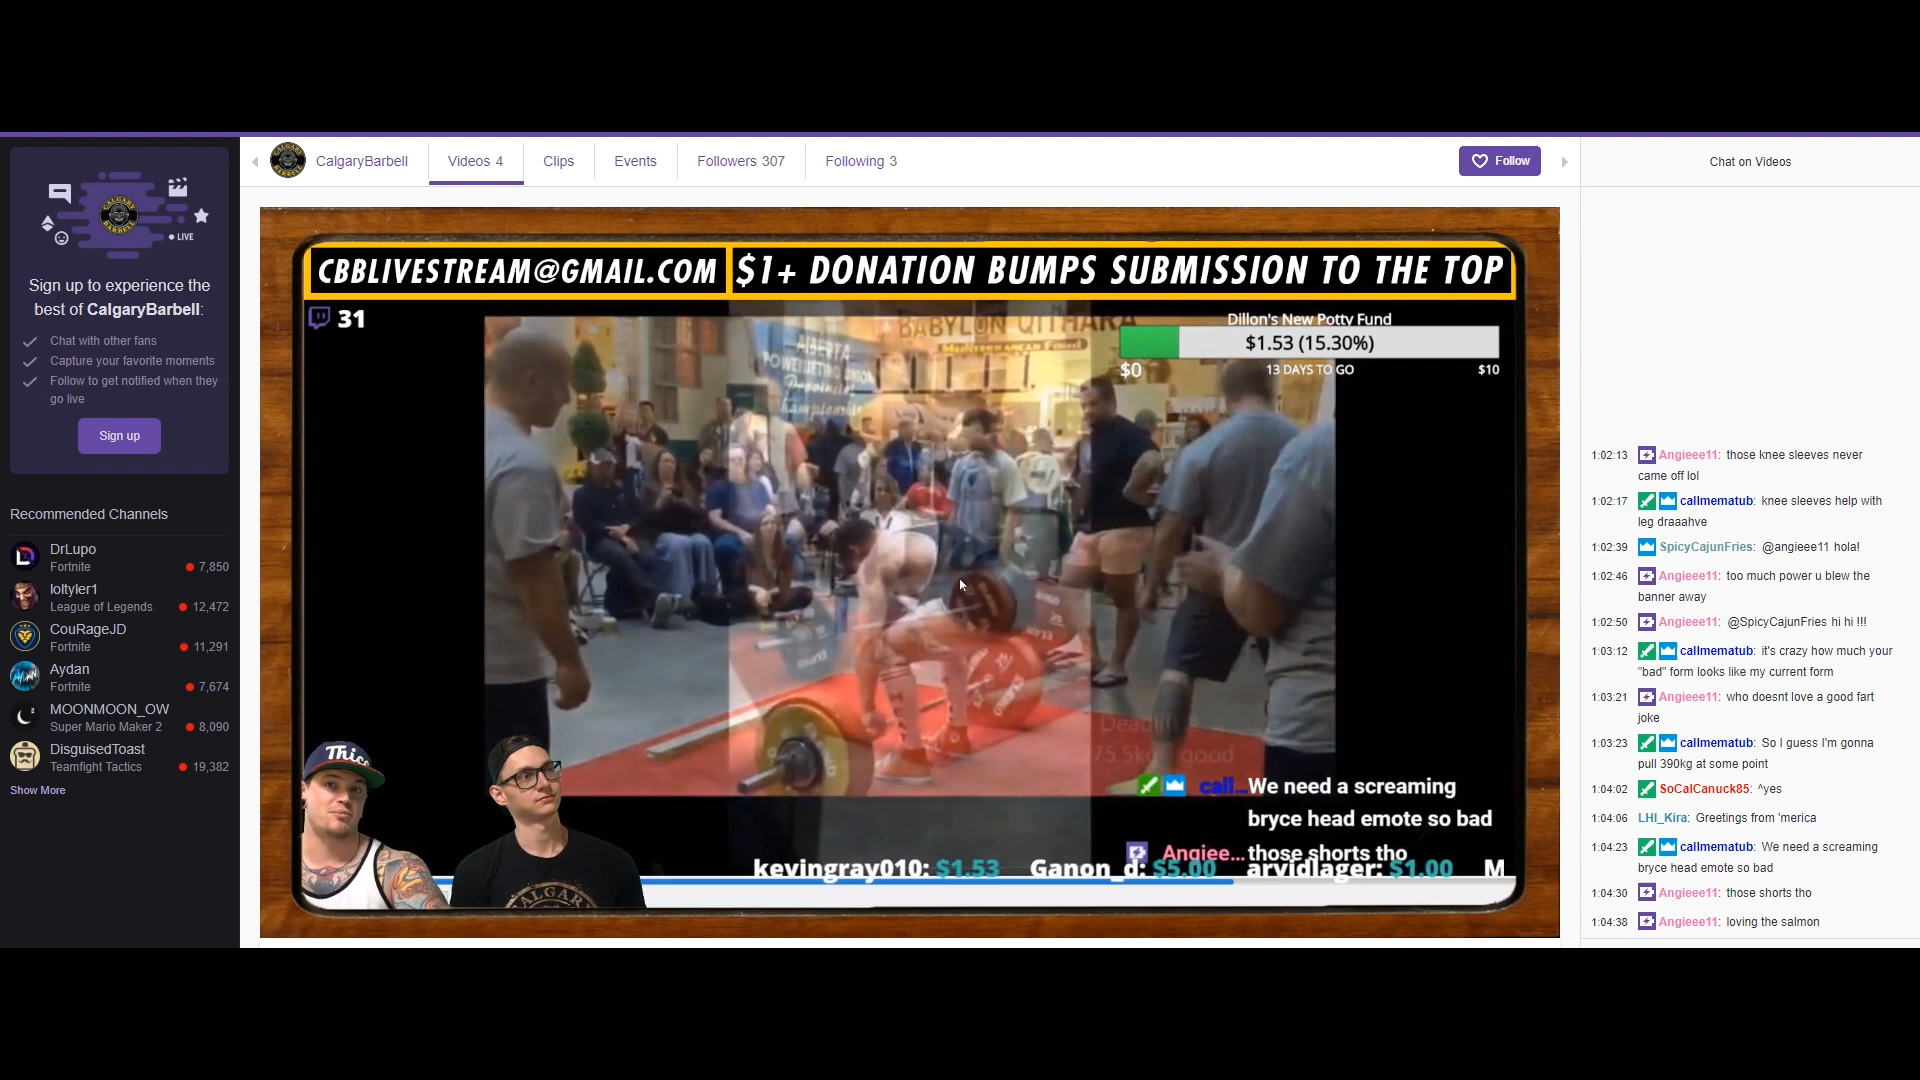 CalgaryBarbell
Videos 4
Clips
Events
Followers 307
Following 3
Follow
Chat on Videos
LIVE
Sign up to experience the
best of CalgaryBarbell:
Chat with other fans
Capture your favorite moments
Follow to get notified when they
go live
Sign up
Recommended Channels
DrLupo
Fortnite
7,850
loltyler1
League of Legends
12,472
CouRageJD
Fortnite
11,291
Aydan
Fortnite
7,674
MOONMOON_OW
Super Mario Maker 2
8,090
DisguisedToast
Teamfight Tactics
19,382
Show More
CBBLIVESTREAM@GMAIL.COM
$1+ DONATION BUMPS SUBMISSION TO THE TOP
31
BABYLON QITHARA
Mediterranean Food
ALBERTA
POWERLIFTING UNION
Provincial
Dillon's New Potty Fund
$1.53 (15.30%)
$0
13 DAYS TO GO
$10
Thicc
good
call... We need a screaming
bryce head emote so bad
Angiee... those shorts tho
kevingray010: $1.53 Ganon_d: $5.00 arvidlager: $1.00 M
CALGARY
1:02:13 Angieee11: those knee sleeves never
came off lol
1:02:17 callmematub: knee sleeves help with
leg draaahve
1:02:39 SpicyCajunFries: @angieee11 hola!
1:02:46 Angieee11: too much power u blew the
banner away
1:02:50 Angieee11: @SpicyCajunFries hi hi !!!
1:03:12 callmematub: it's crazy how much your
"bad" form looks like my current form
1:03:21 Angieee11: who doesnt love a good fart
joke
1:03:23 callmematub: So I guess I'm gonna
pull 390kg at some point
1:04:02 SoCalCanuck85: ^yes
1:04:06 LHI_Kira: Greetings from 'merica
1:04:23 callmematub: We need a screaming
bryce head emote so bad
1:04:30 Angieee11: those shorts tho
1:04:38 Angieee11: loving the salmon